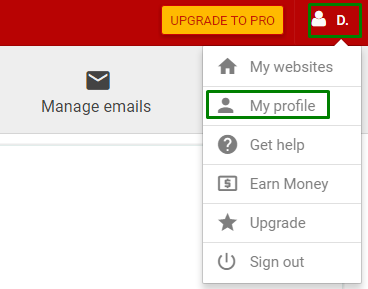 UPGRADE TO PRO
D.
My websites
Manage emails
My profile
Get help
Earn Money
Upgrade
Sign out